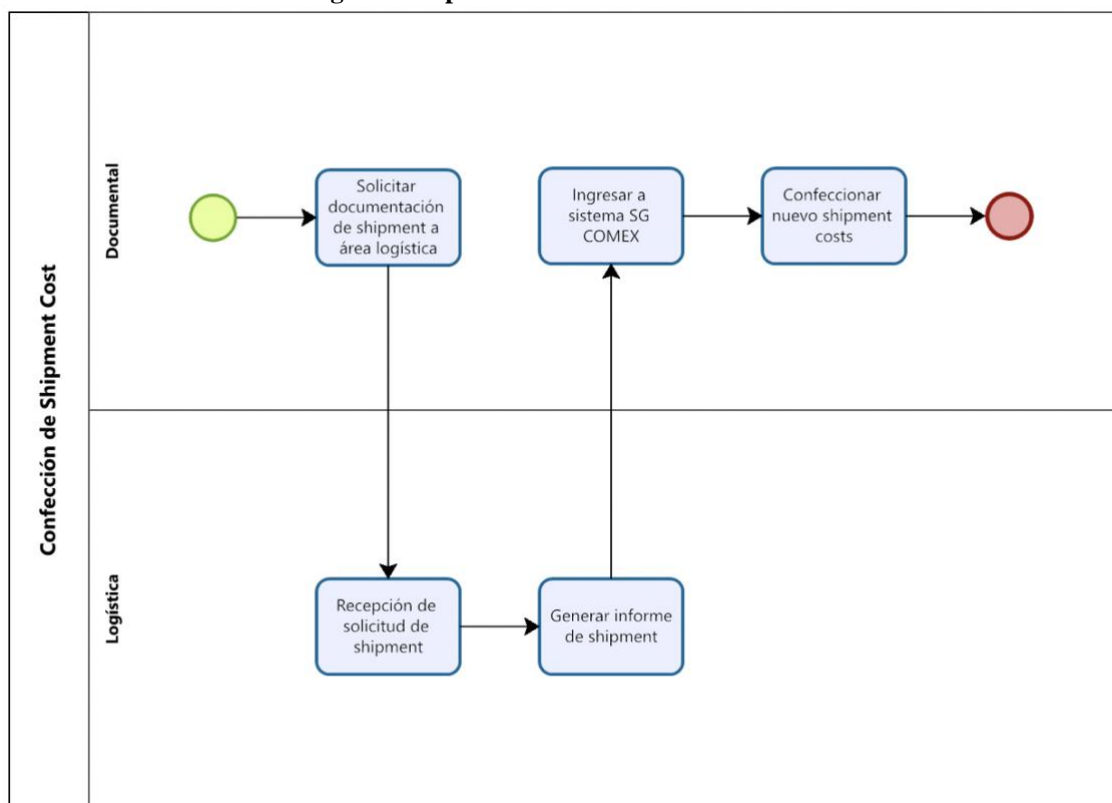 Confección de Shipment Cost
Documental
Solicitar
documentación
de shipment a
área logística
Ingresar a
sistema SG
COMEX
Confeccionar
nuevo shipment
costs
Logística
Recepción de
solicitud de
shipment
Generar informe
de shipment